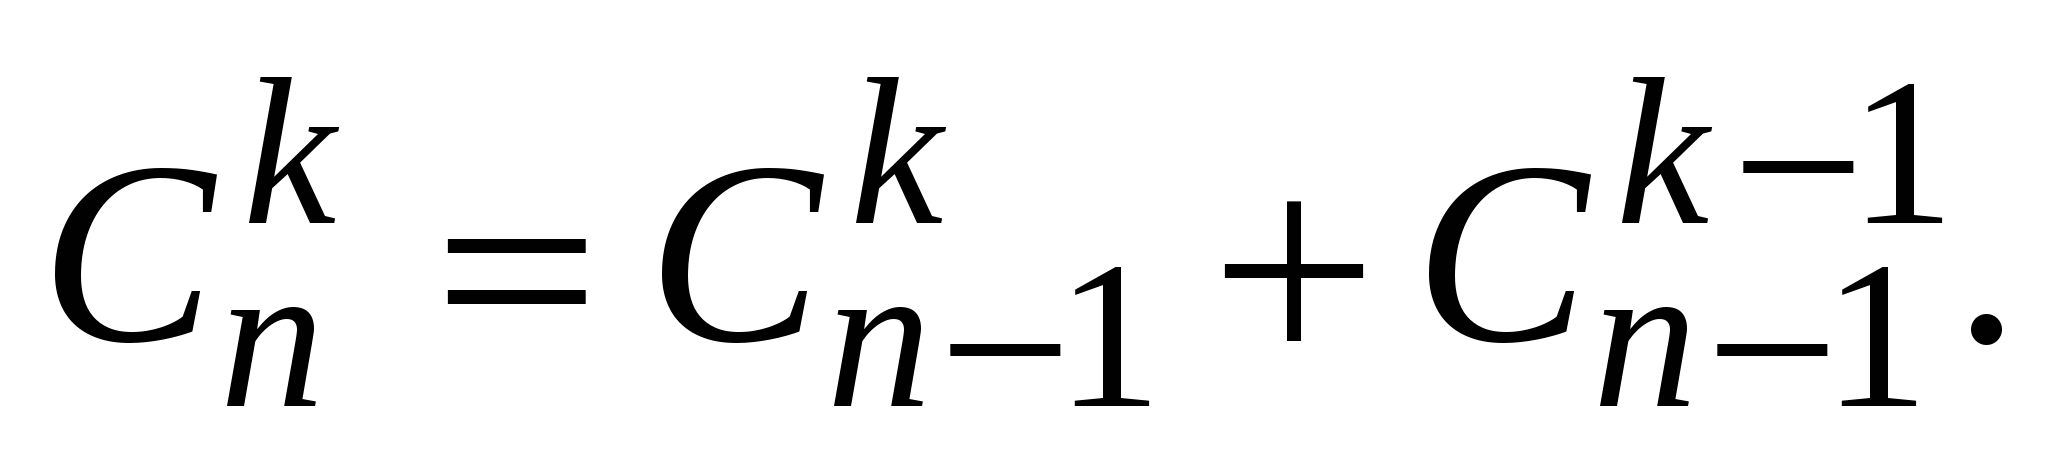 $C_n^k = C_{n-1}^k + C_{n-1}^{k-1}.$